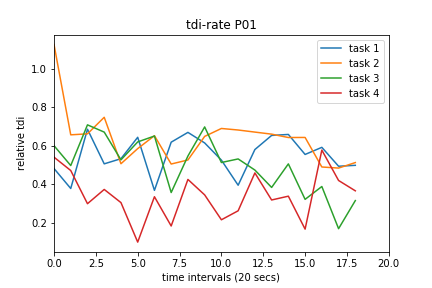 tdi-rate P01
task 1
task 2
task 3
task 4
relative tdi
1.0
0.8
0.6
0.4
0.2
0.0 2.5 5.0 7.5 10.0 12.5 15.0 17.5 20.0
time intervals (20 secs)